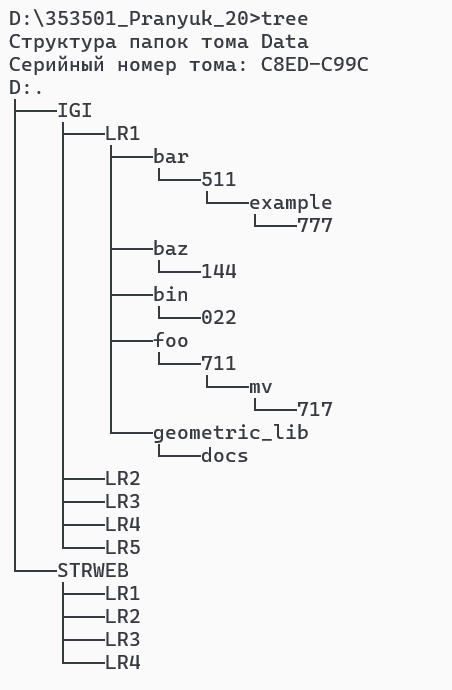 D:\353501_Pranyuk_20>tree
Структура папок тома Data
Серийный номер тома: C8ED-C99C
D:.
├───IGI
│   ├───LR1
│   │   ├───bar
│   │   │   └───511
│   │   │       └───example
│   │   │           └───777
│   │   ├───baz
│   │   │   └───144
│   │   ├───bin
│   │   │   └───022
│   │   ├───foo
│   │   │   └───711
│   │   │       └───mv
│   │   │           └───717
│   │   └───geometric_lib
│   │       └───docs
│   ├───LR2
│   ├───LR3
│   ├───LR4
│   └───LR5
└───STRWEB
    ├───LR1
    ├───LR2
    ├───LR3
    └───LR4